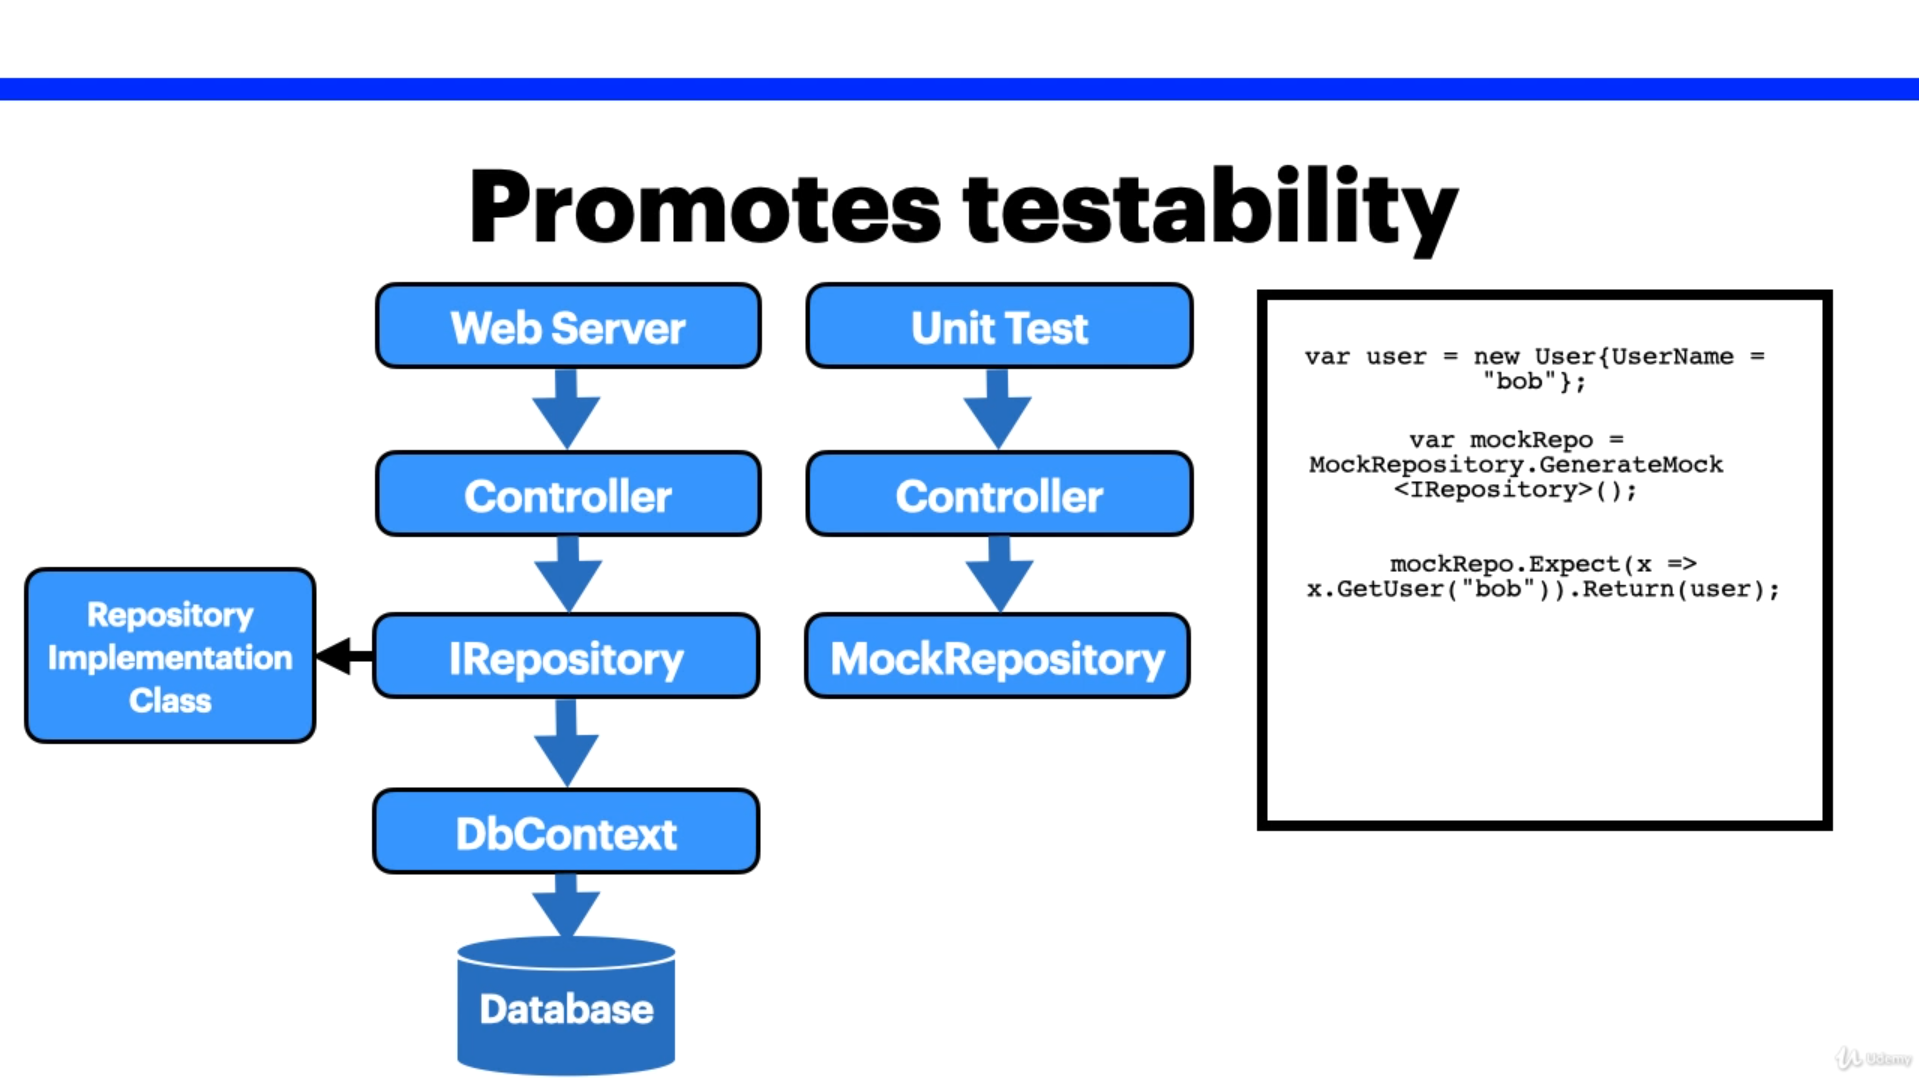 Promotes testability
Web Server
Controller
IRepository
Repository
Implementation
Class
DbContext
Database
Unit Test
Controller
MockRepository
var user = new User{UserName =
"bob"};
var mockRepo =
MockRepository.GenerateMock
<IRepository>();
mockRepo.Expect(x =>
x.GetUser("bob")).Return(user);
Udemy